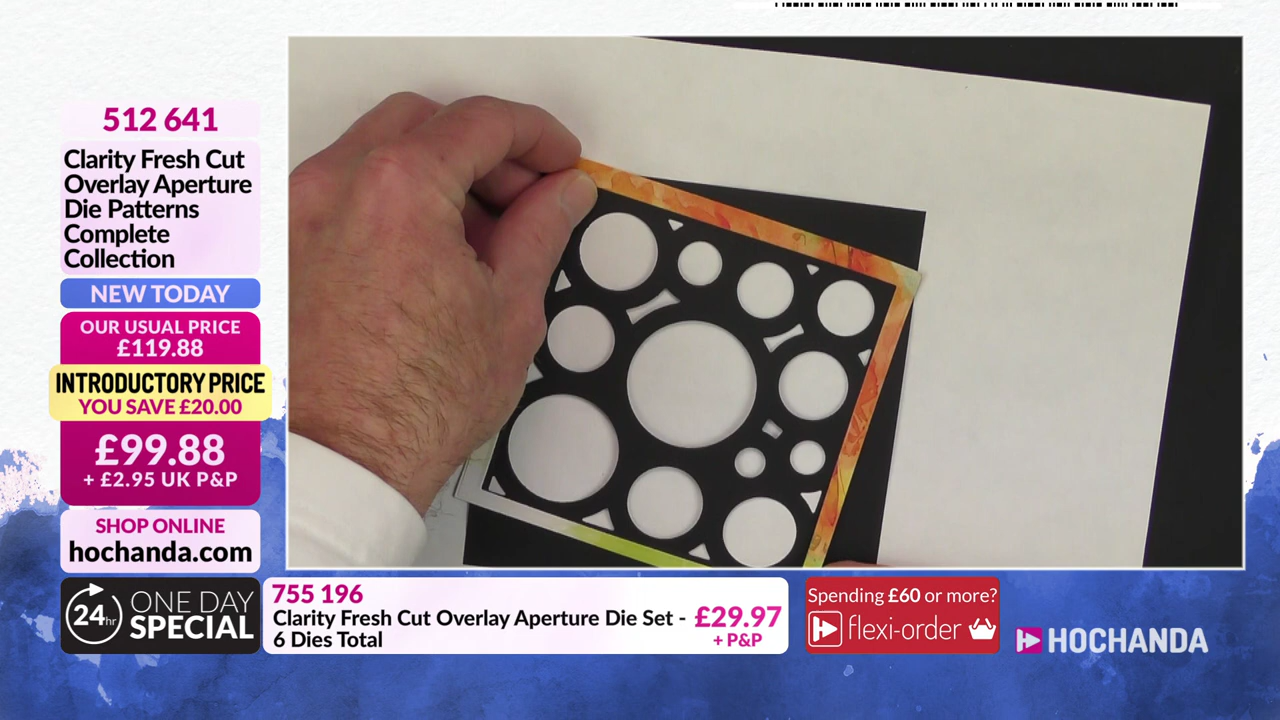 512 641
Clarity Fresh Cut
Overlay Aperture
Die Patterns
Complete
Collection
NEW TODAY
OUR USUAL PRICE
£119.88
INTRODUCTORY PRICE
YOU SAVE £20.00
£99.88
+ £2.95 UK P&P
SHOP ONLINE
hochanda.com
24hr
ONE DAY
SPECIAL
755 196
Clarity Fresh Cut Overlay Aperture Die Set -
6 Dies Total
£29.97
+ P&P
Spending £60 or more?
flexi-order
HOCHANDA